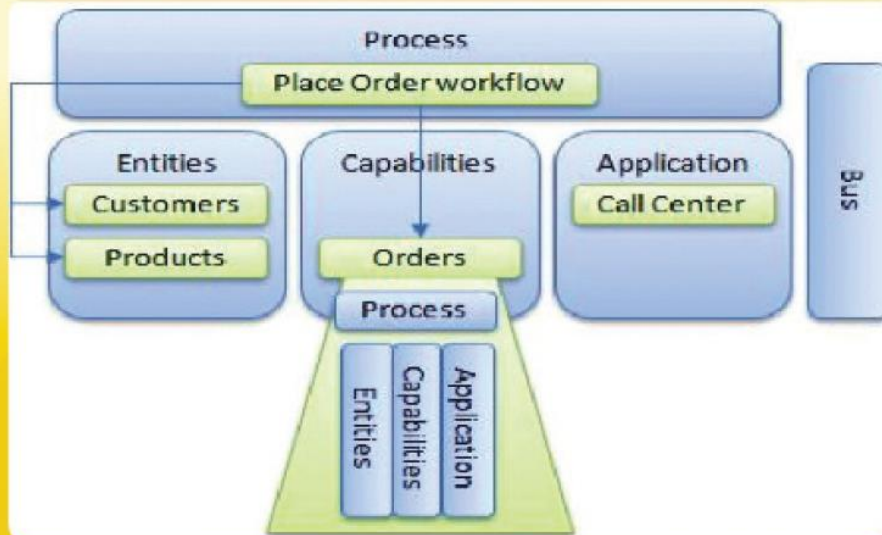 Process
Place Order workflow
Entities
Customers
Products
Capabilities
Orders
Process
Entities
Capabilities
Application
Application
Call Center
Bus